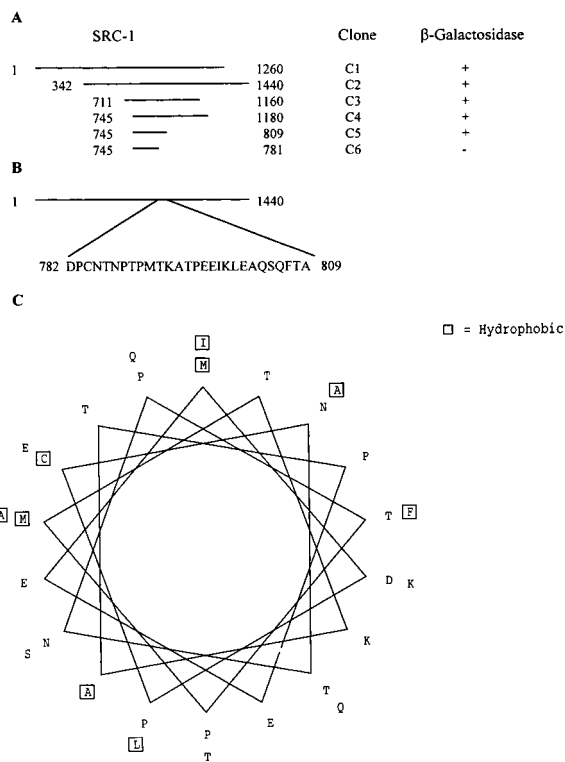 A
SRC-1 Clone β-Galactosidase
1 1260 C1 +
342 1440 C2 +
711 1160 C3 +
745 1180 C4 +
745 809 C5 +
745 781 C6 -
B
1 1440
782 DPCNTNPTPMTKATPEEIKLEAQSQFTA 809
C
□ = Hydrophobic
I
Q M
P T A
T N
E C P
A M T F
E D K
S N K
A T Q
P E
L P
T